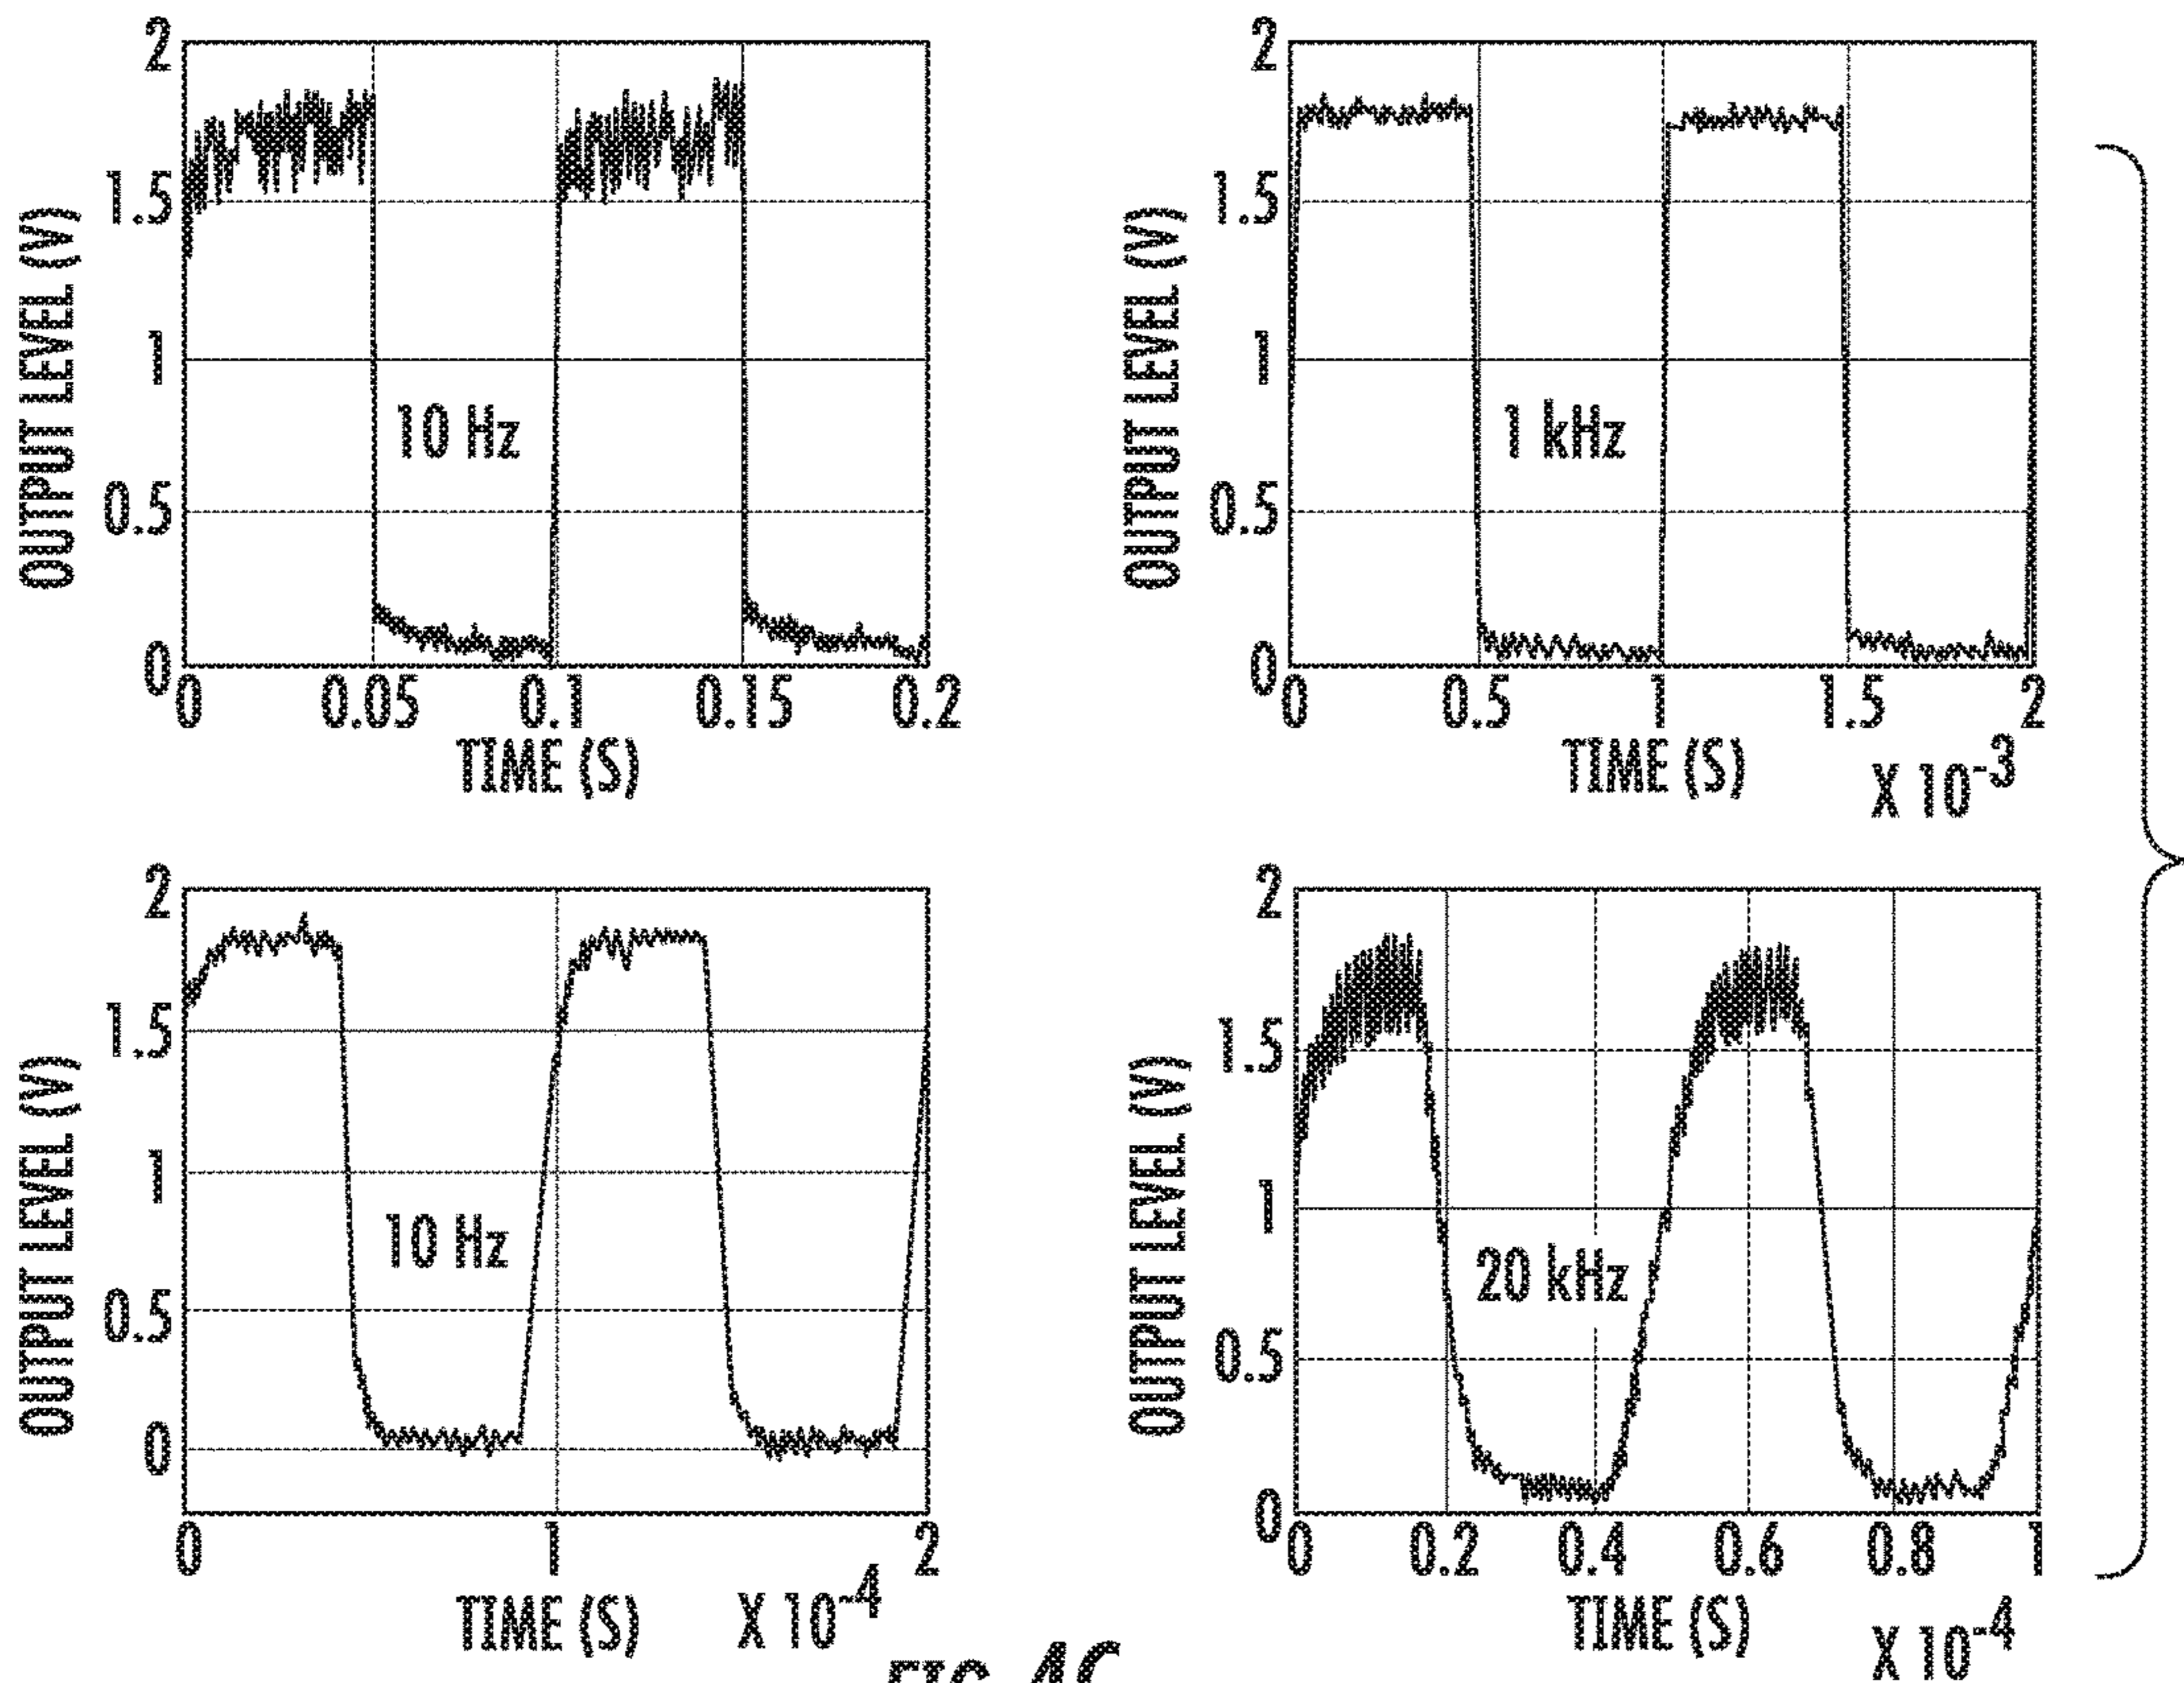 OUTPUT LEVEL (V)
2
1.5
1
0.5
0
10 Hz
0 0.05 0.1 0.15 0.2
TIME (S)
OUTPUT LEVEL (V)
2
1.5
1
0.5
0
1 kHz
0 0.5 1 1.5 2
TIME (S) X 10-3
OUTPUT LEVEL (V)
2
1.5
1
0.5
0
10 Hz
0 1 2
TIME (S) X 10-4
OUTPUT LEVEL (V)
2
1.5
1
0.5
0
20 kHz
0 0.2 0.4 0.6 0.8 1
TIME (S) X 10-4